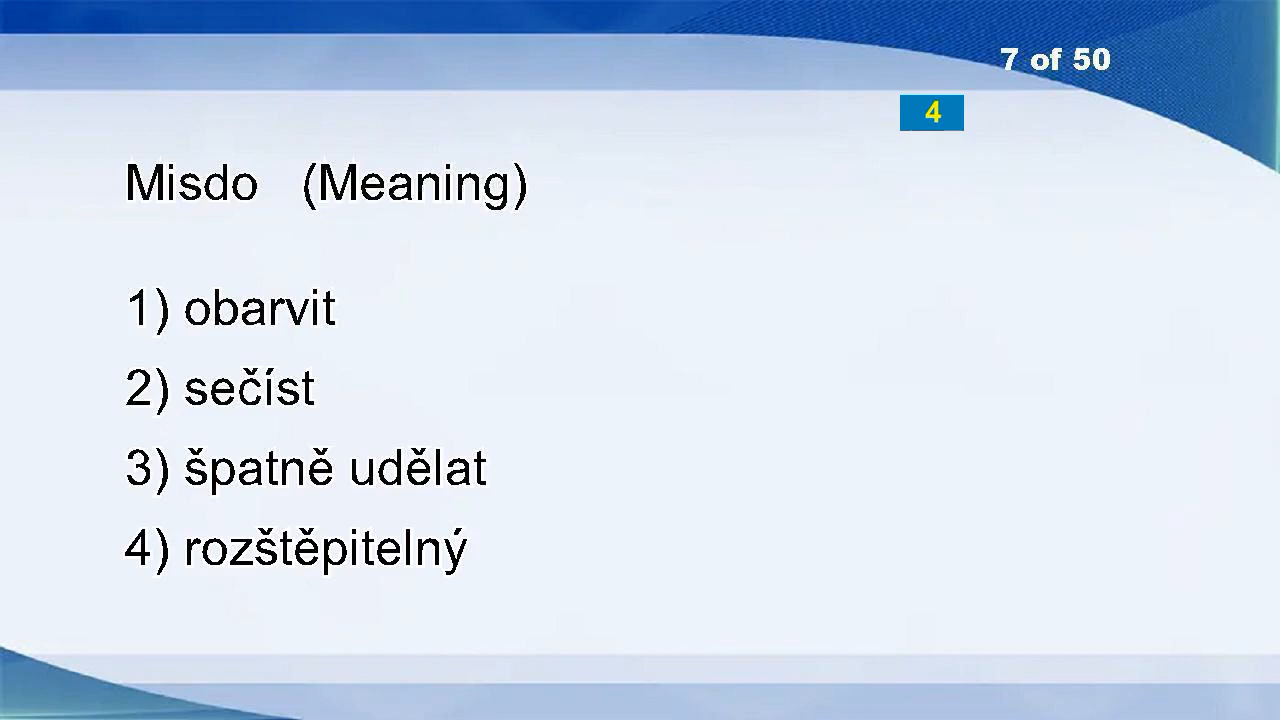 7 of 50
4
Misdo (Meaning)
1) obarvit
2) sečíst
3) špatně udělat
4) rozštěpitelný